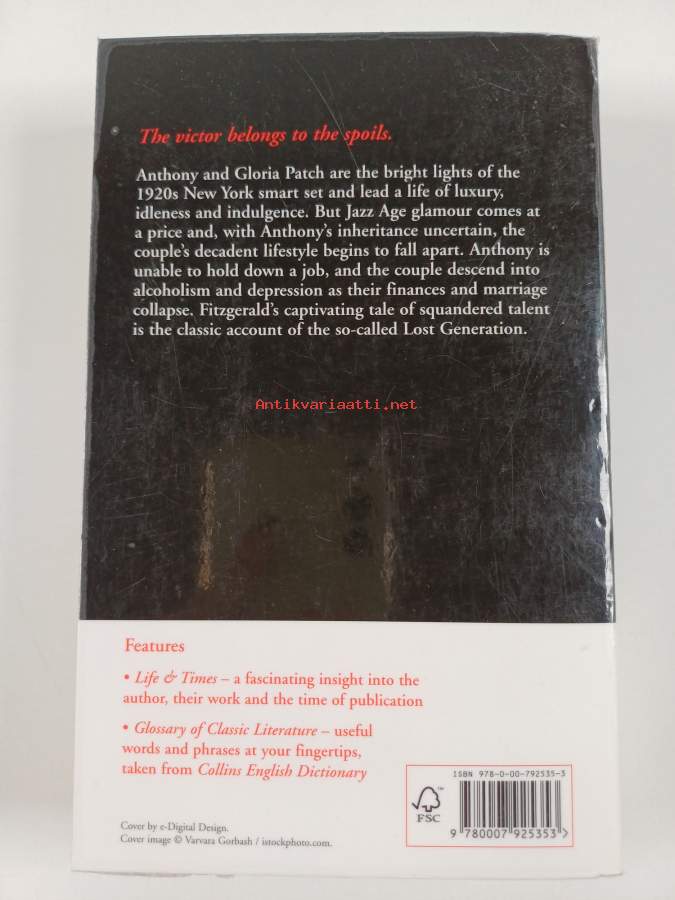 The victor belongs to the spoils.
Anthony and Gloria Patch are the bright lights of the
1920s New York smart set and lead a life of luxury,
idleness and indulgence. But Jazz Age glamour comes at
a price and, with Anthony's inheritance uncertain, the
couple's decadent lifestyle begins to fall apart. Anthony is
unable to hold down a job, and the couple descend into
alcoholism and depression as their finances and marriage
collapse. Fitzgerald's captivating tale of squandered talent
is the classic account of the so-called Lost Generation.
Antikvariaatti.net
Features
• Life & Times – a fascinating insight into the
author, their work and the time of publication
• Glossary of Classic Literature – useful
words and phrases at your fingertips,
taken from Collins English Dictionary
Cover by e-Digital Design.
Cover image © Varvara Gorbash / istockphoto.com.
FSC
ISBN 978-0-00-792535-3
9 780007 925353 >